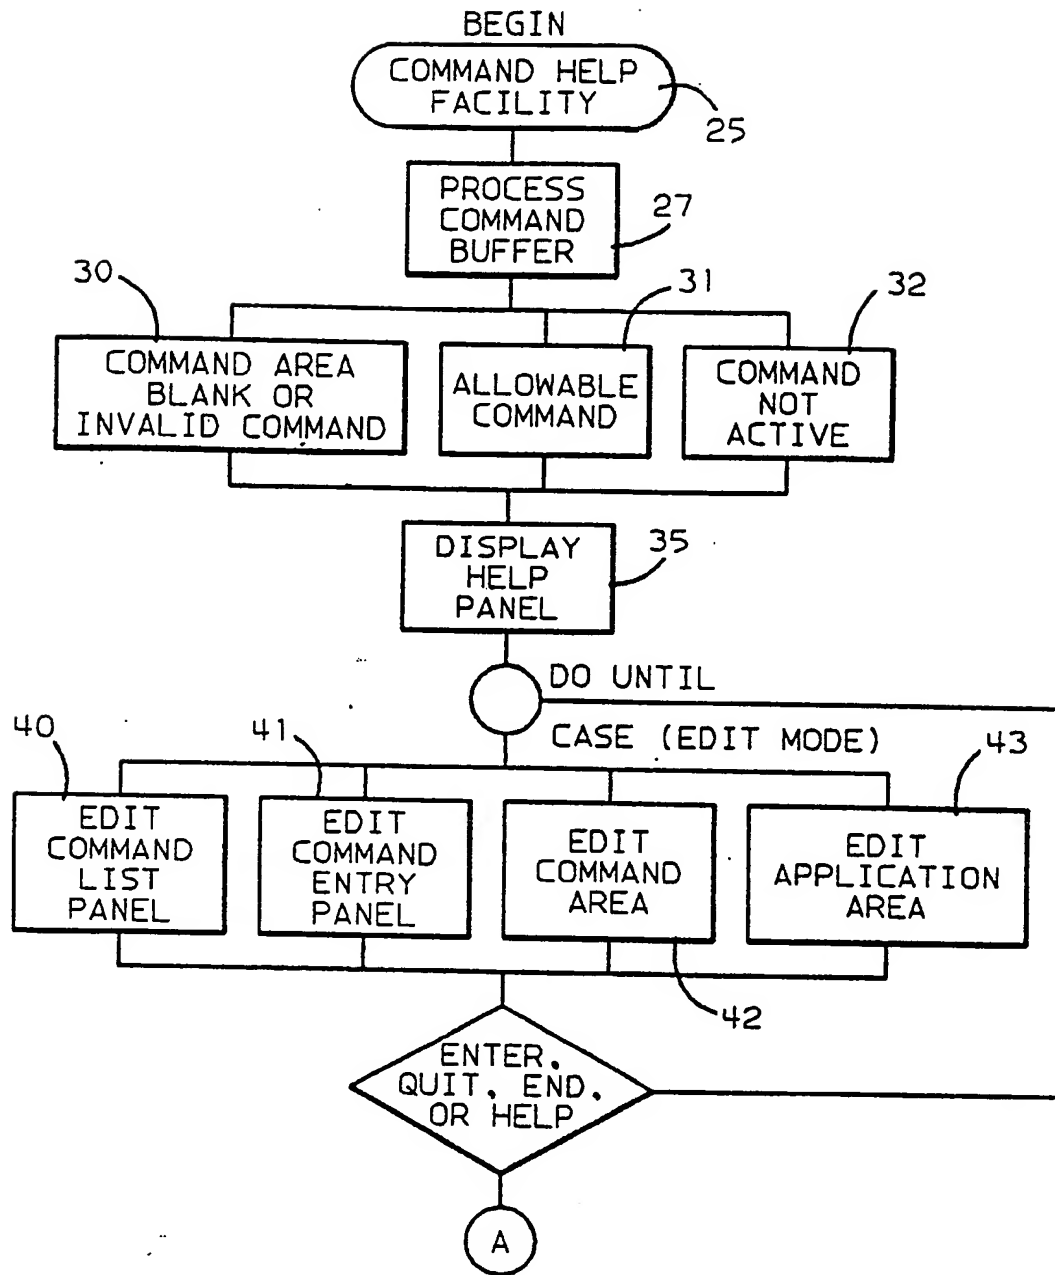 BEGIN
COMMAND HELP
FACILITY
25
PROCESS
COMMAND
BUFFER
27
30
31
32
COMMAND AREA
BLANK OR
INVALID COMMAND
ALLOWABLE
COMMAND
COMMAND
NOT
ACTIVE
DISPLAY
HELP
PANEL
35
DO UNTIL
CASE (EDIT MODE)
40
41
43
EDIT
COMMAND
LIST
PANEL
EDIT
COMMAND
ENTRY
PANEL
EDIT
COMMAND
AREA
EDIT
APPLICATION
AREA
42
ENTER,
QUIT, END,
OR HELP
A